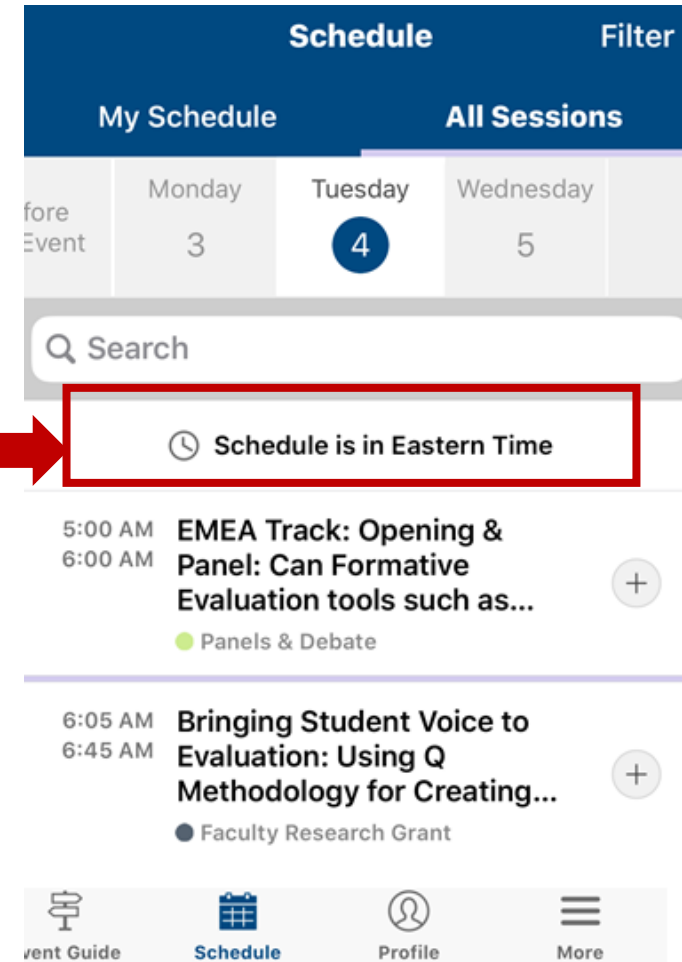 Schedule Filter
My Schedule All Sessions
fore Monday Tuesday Wednesday
Event 3 4 5
Search
Schedule is in Eastern Time
5:00 AM EMEA Track: Opening &
6:00 AM Panel: Can Formative
Evaluation tools such as...
Panels & Debate
6:05 AM Bringing Student Voice to
6:45 AM Evaluation: Using Q
Methodology for Creating...
Faculty Research Grant
vent Guide Schedule Profile More